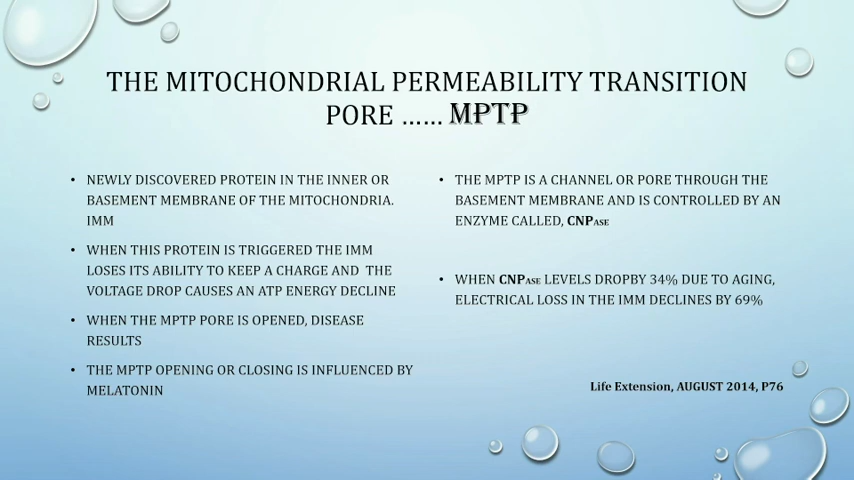 THE MITOCHONDRIAL PERMEABILITY TRANSITION
PORE …… MPTP
• NEWLY DISCOVERED PROTEIN IN THE INNER OR
BASEMENT MEMBRANE OF THE MITOCHONDRIA.
IMM
• WHEN THIS PROTEIN IS TRIGGERED THE IMM
LOSES ITS ABILITY TO KEEP A CHARGE AND THE
VOLTAGE DROP CAUSES AN ATP ENERGY DECLINE
• WHEN THE MPTP PORE IS OPENED, DISEASE
RESULTS
• THE MPTP OPENING OR CLOSING IS INFLUENCED BY
MELATONIN
• THE MPTP IS A CHANNEL OR PORE THROUGH THE
BASEMENT MEMBRANE AND IS CONTROLLED BY AN
ENZYME CALLED, CNPASE
• WHEN CNPASE LEVELS DROPBY 34% DUE TO AGING,
ELECTRICAL LOSS IN THE IMM DECLINES BY 69%
Life Extension, AUGUST 2014, P76